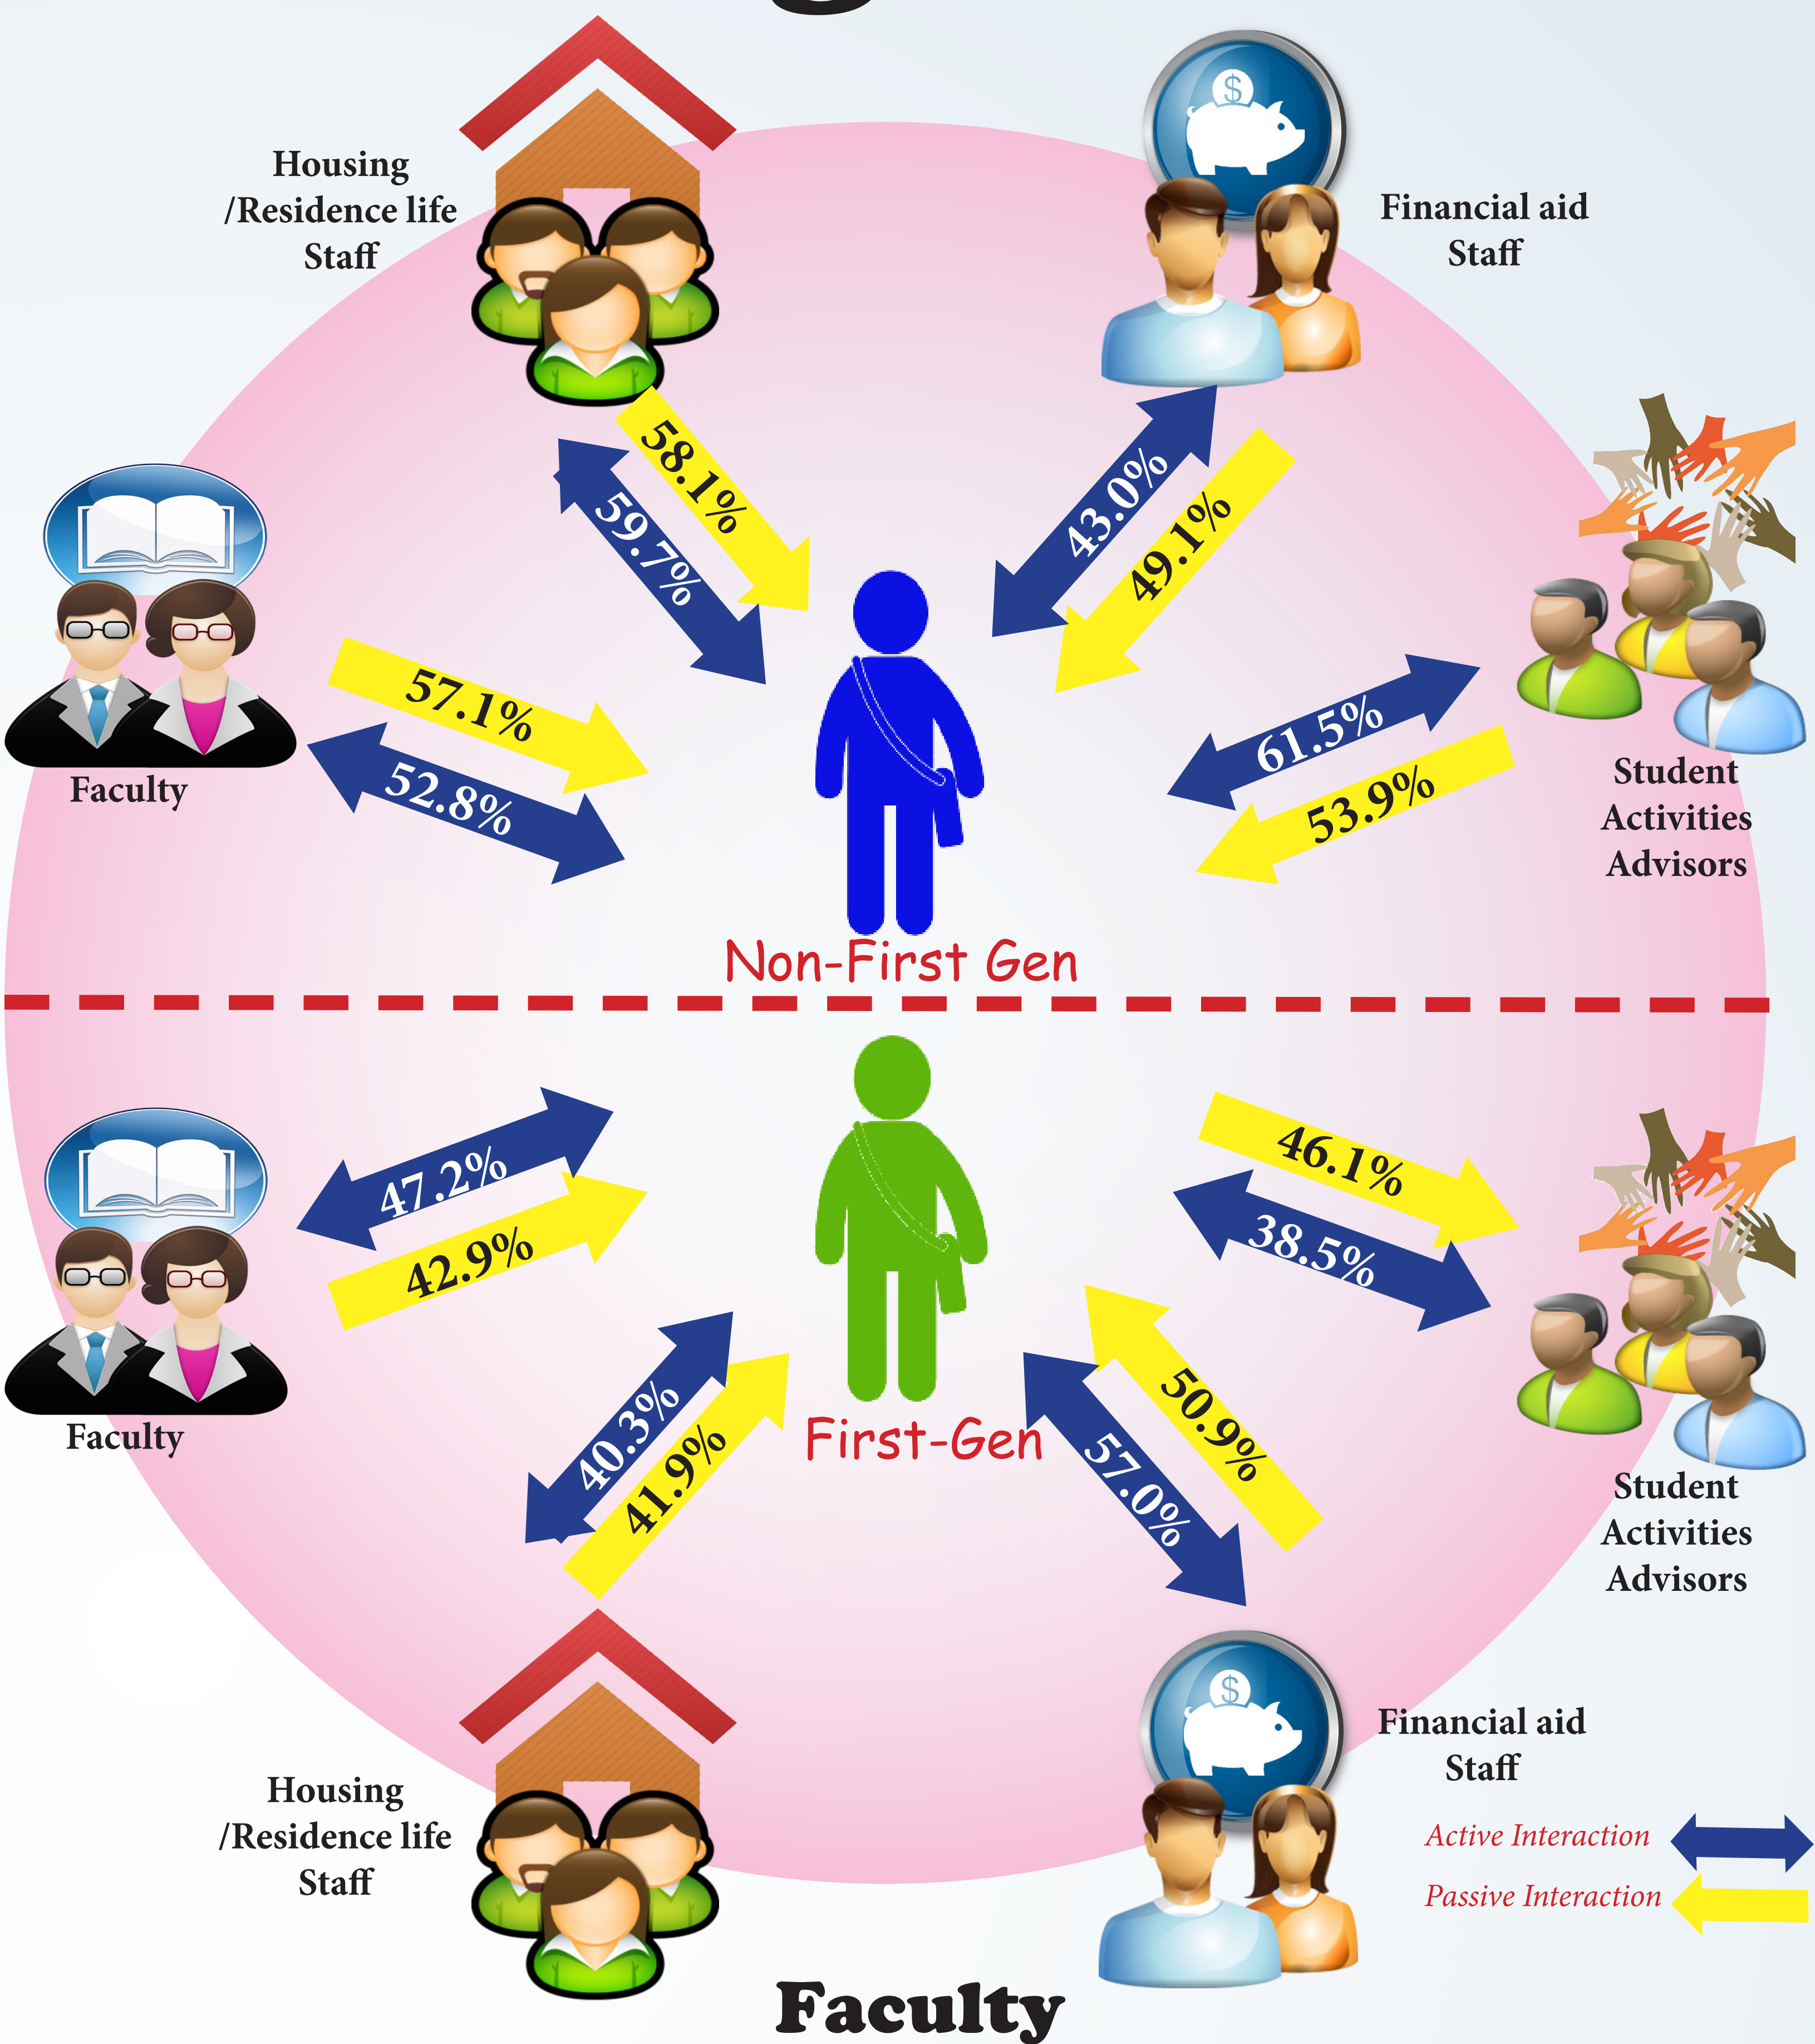 Housing
/Residence life
Staff
Financial aid
Staff
58.1%
59.7%
43.0%
49.1%
57.1%
52.8%
61.5%
53.9%
Faculty
Student
Activities
Advisors
Non-First Gen
47.2%
42.9%
46.1%
38.5%
40.3%
41.9%
50.9%
57.0%
Faculty
First-Gen
Student
Activities
Advisors
Housing
/Residence life
Staff
Financial aid
Staff
Active Interaction
Passive Interaction
Faculty
$
$